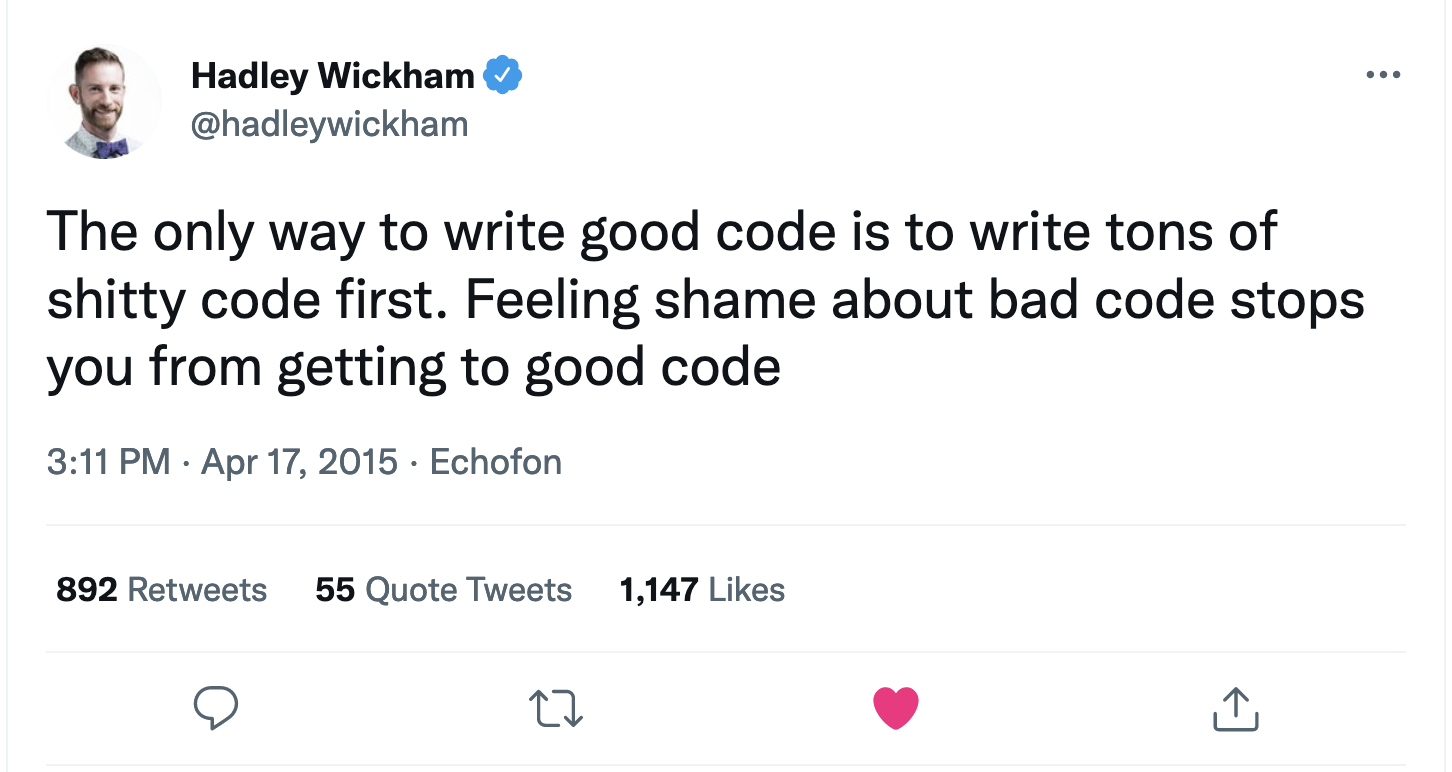 Hadley Wickham
@hadleywickham
The only way to write good code is to write tons of
shitty code first. Feeling shame about bad code stops
you from getting to good code
3:11 PM · Apr 17, 2015 · Echofon
892 Retweets 55 Quote Tweets 1,147 Likes